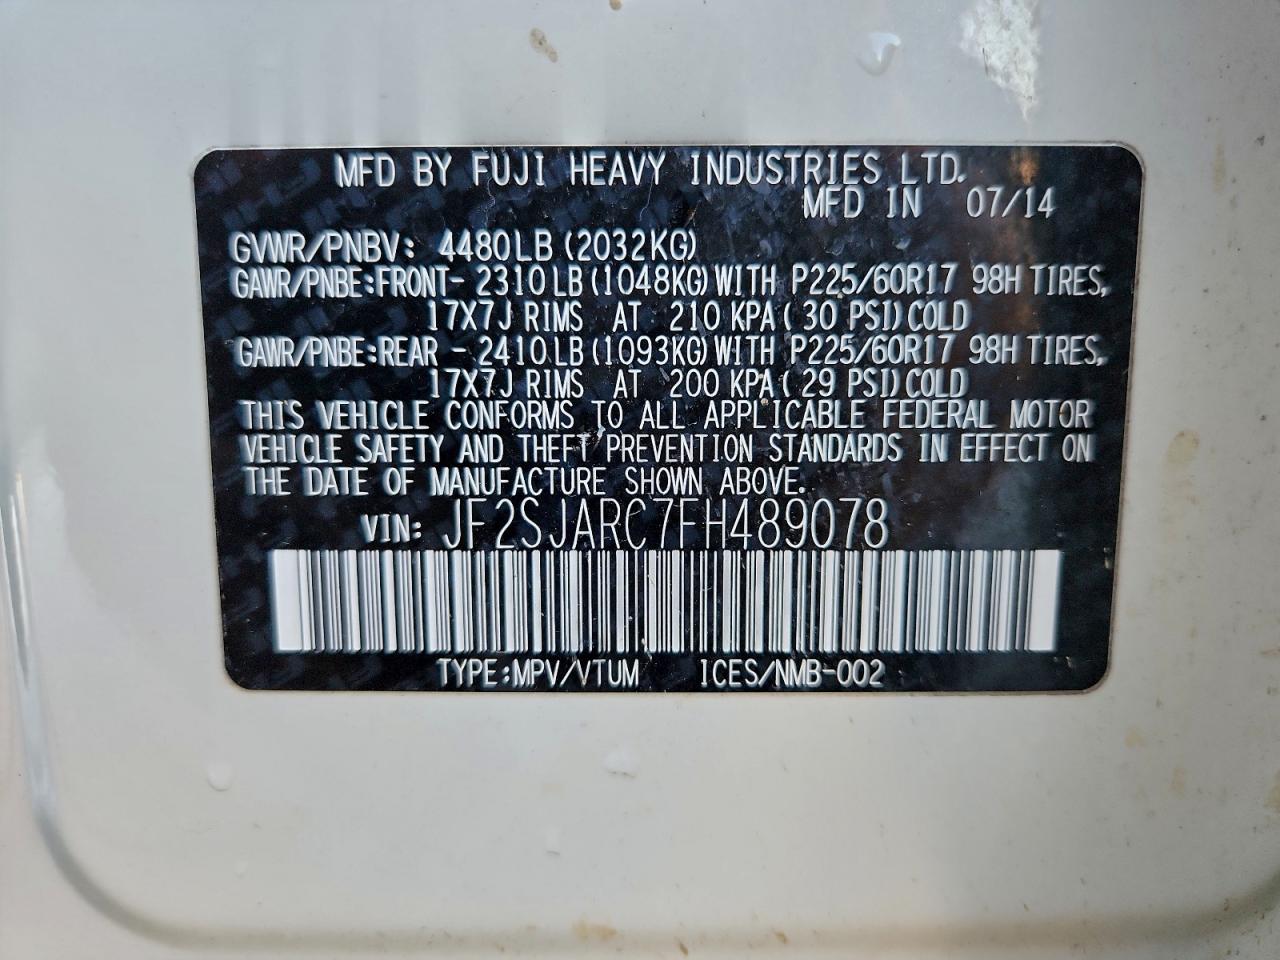 MFD BY FUJI HEAVY INDUSTRIES LTD.
MFD IN 07/14
GVWR/PNBV: 4480LB (2032KG)
GAWR/PNBE:FRONT- 2310LB (1048KG) WITH P225/60R17 98H TIRES,
17X7J RIMS AT 210 KPA ( 30 PSI) COLD
GAWR/PNBE:REAR - 2410LB (1093KG) WITH P225/60R17 98H TIRES,
17X7J RIMS AT 200 KPA ( 29 PSI) COLD
THIS VEHICLE CONFORMS TO ALL APPLICABLE FEDERAL MOTOR
VEHICLE SAFETY AND THEFT PREVENTION STANDARDS IN EFFECT ON
THE DATE OF MANUFACTURE SHOWN ABOVE.
VIN: JF2SJARC7FH489078
TYPE:MPV/VTUM ICES/NMB-002